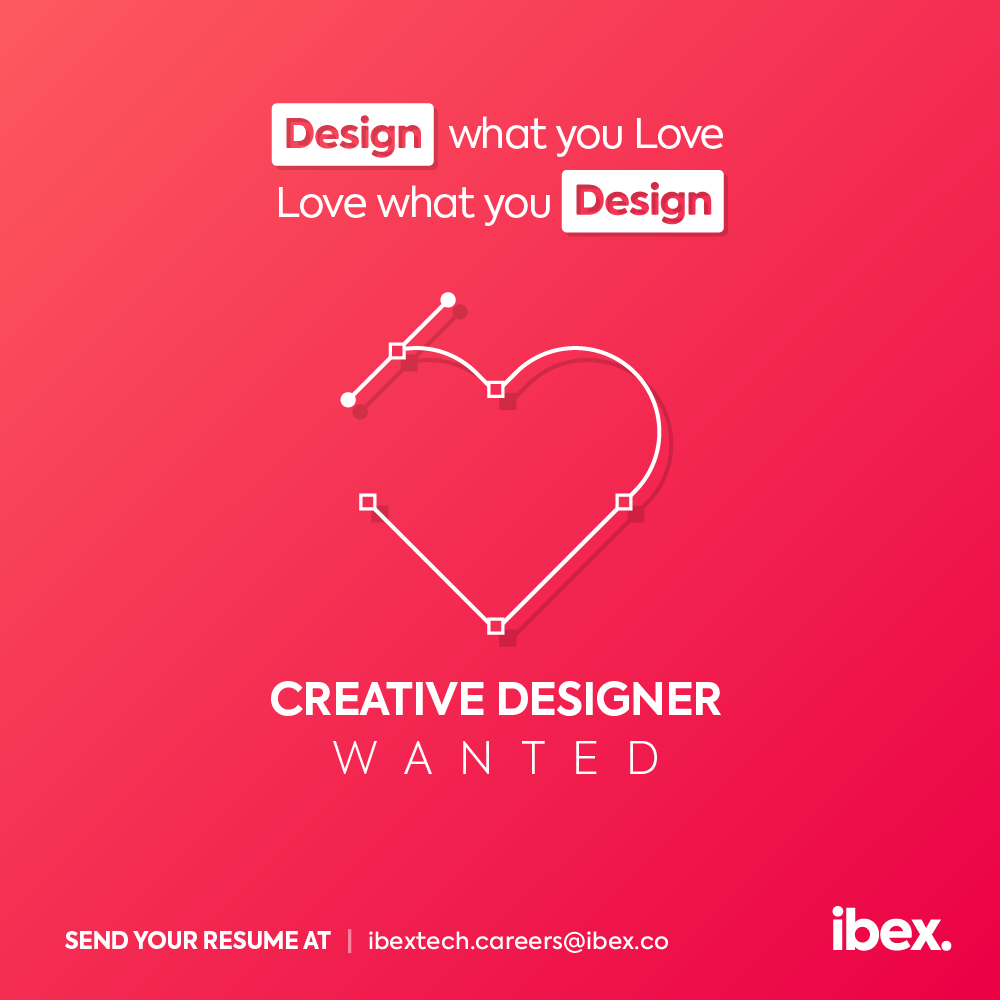 Design what you Love
Love what you Design
CREATIVE DESIGNER
WANTED
SEND YOUR RESUME AT | ibextech.careers@ibex.co
ibex.